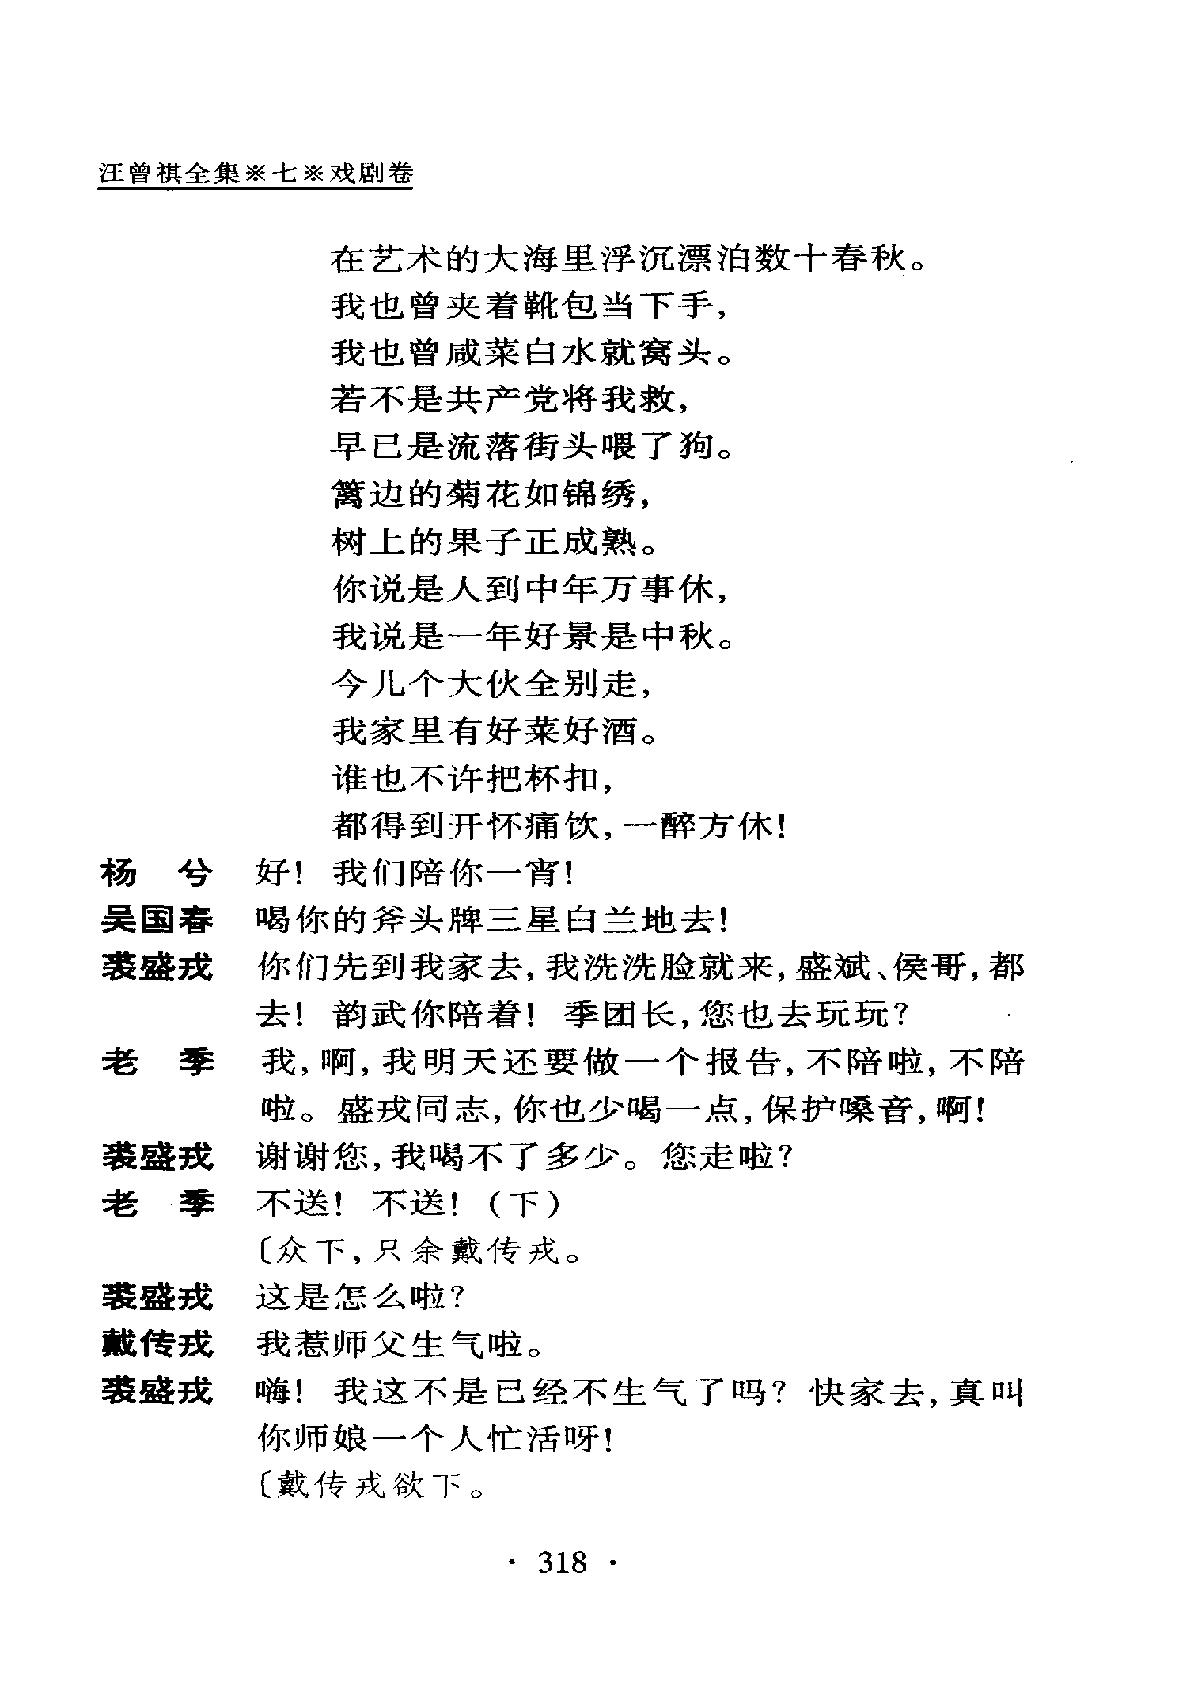 汪曾祺全集※七※戏剧卷
在艺术的大海里浮沉漂泊数十春秋。
我也曾夹着靴包当下手，
我也曾咸菜白水就窝头。
若不是共产党将我救，
早已是流落街头喂了狗。
篱边的菊花如锦绣，
树上的果子正成熟。
你说是人到中年万事休，
我说是一年好景是中秋。
今儿个大伙全别走，
我家里有好菜好酒。
谁也不许把杯扣，
都得到开怀痛饮，一醉方休！
杨　兮　好！我们陪你一宵！
吴国春　喝你的斧头牌三星白兰地去！
裘盛戎　你们先到我家去，我洗洗脸就来，盛斌、侯哥，都
去！韵武你陪着！季团长，您也去玩玩？
老　季　我，啊，我明天还要做一个报告，不陪啦，不陪
啦。盛戎同志，你也少喝一点，保护嗓音，啊！
裘盛戎　谢谢您，我喝不了多少。您走啦？
老　季　不送！不送！（下）
〔众下，只余戴传戎。
裘盛戎　这是怎么啦？
戴传戎　我惹师父生气啦。
裘盛戎　嗨！我这不是已经不生气了吗？快家去，真叫
你师娘一个人忙活呀！
〔戴传戎欲下。
· 318 ·